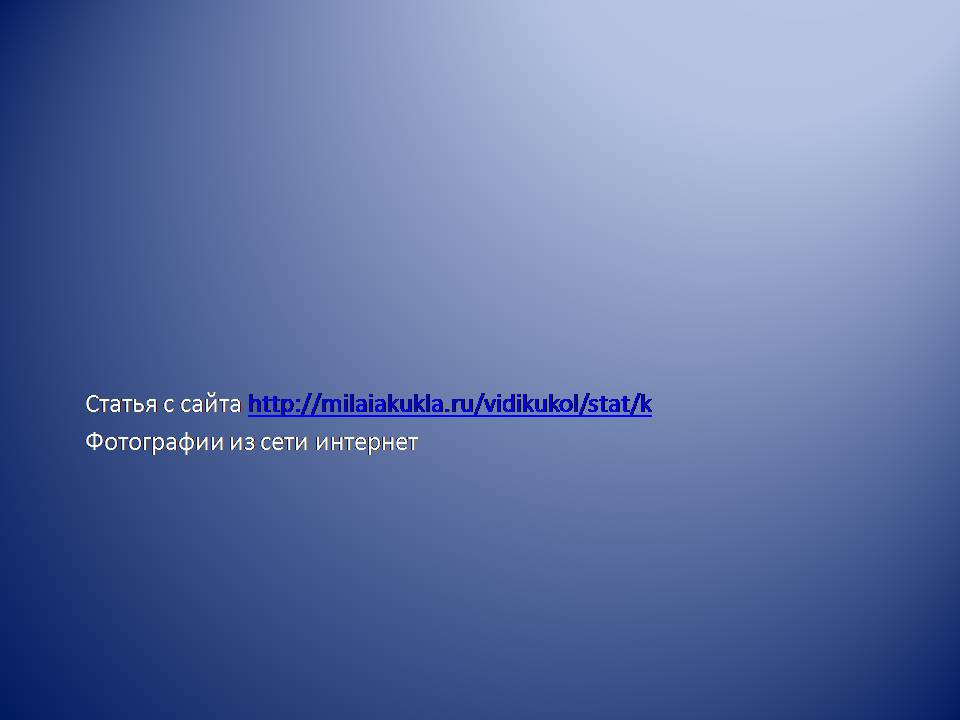 Статья с сайта http://milaiakukla.ru/vidikukol/stat/k
Фотографии из сети интернет